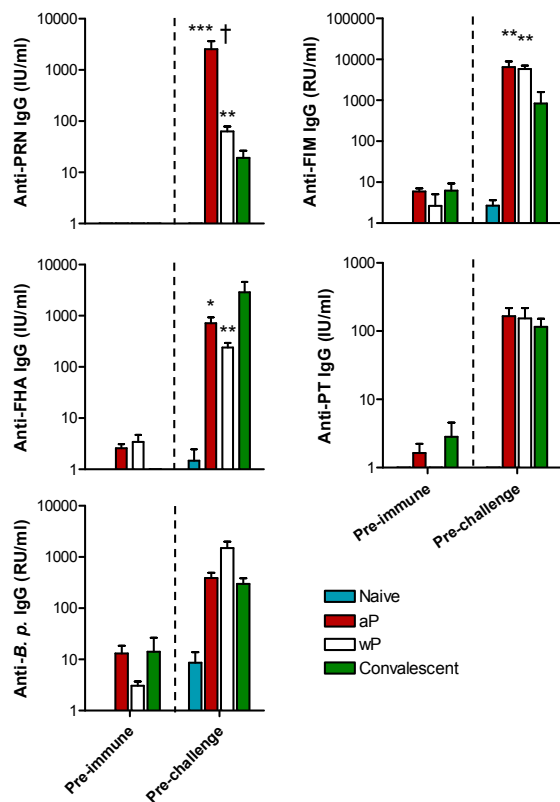 Anti-PRN IgG (IU/ml)
10000
1000
100
10
1
*** †
**
Anti-FIM IgG (RU/ml)
100000
10000
1000
100
10
1
** **
Anti-FHA IgG (IU/ml)
10000
1000
100
10
1
*
**
Anti-PT IgG (IU/ml)
1000
100
10
1
Pre-immune
Pre-challenge
Anti-B. p. IgG (RU/ml)
10000
1000
100
10
1
Pre-immune
Pre-challenge
Naive
aP
wP
Convalescent